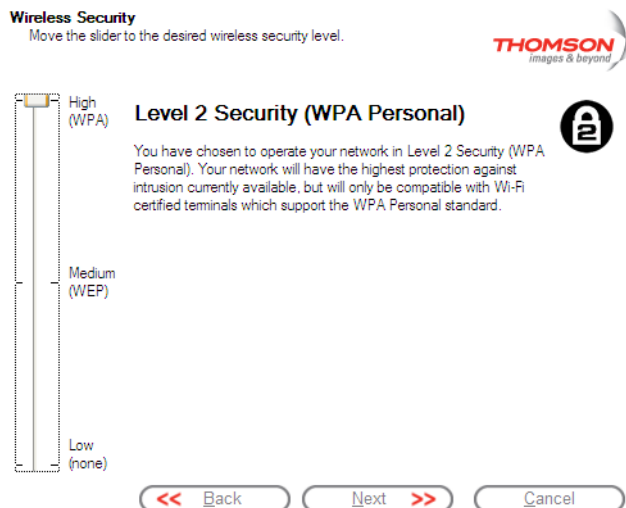 Wireless Security
Move the slider to the desired wireless security level.
THOMSON
images & beyond
High
(WPA)
Level 2 Security (WPA Personal)
2
You have chosen to operate your network in Level 2 Security (WPA
Personal). Your network will have the highest protection against
intrusion currently available, but will only be compatible with Wi-Fi
certified terminals which support the WPA Personal standard.
Medium
(WEP)
Low
(none)
<< Back
Next >>
Cancel